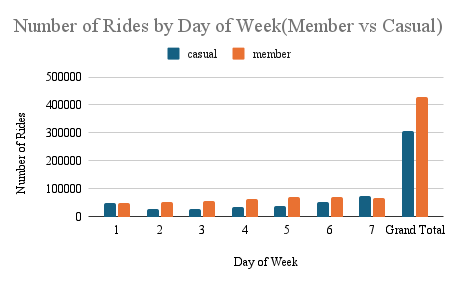 Number of Rides by Day of Week(Member vs Casual)
casual member
500000
400000
300000
200000
100000
0
Number of Rides
1 2 3 4 5 6 7 Grand Total
Day of Week